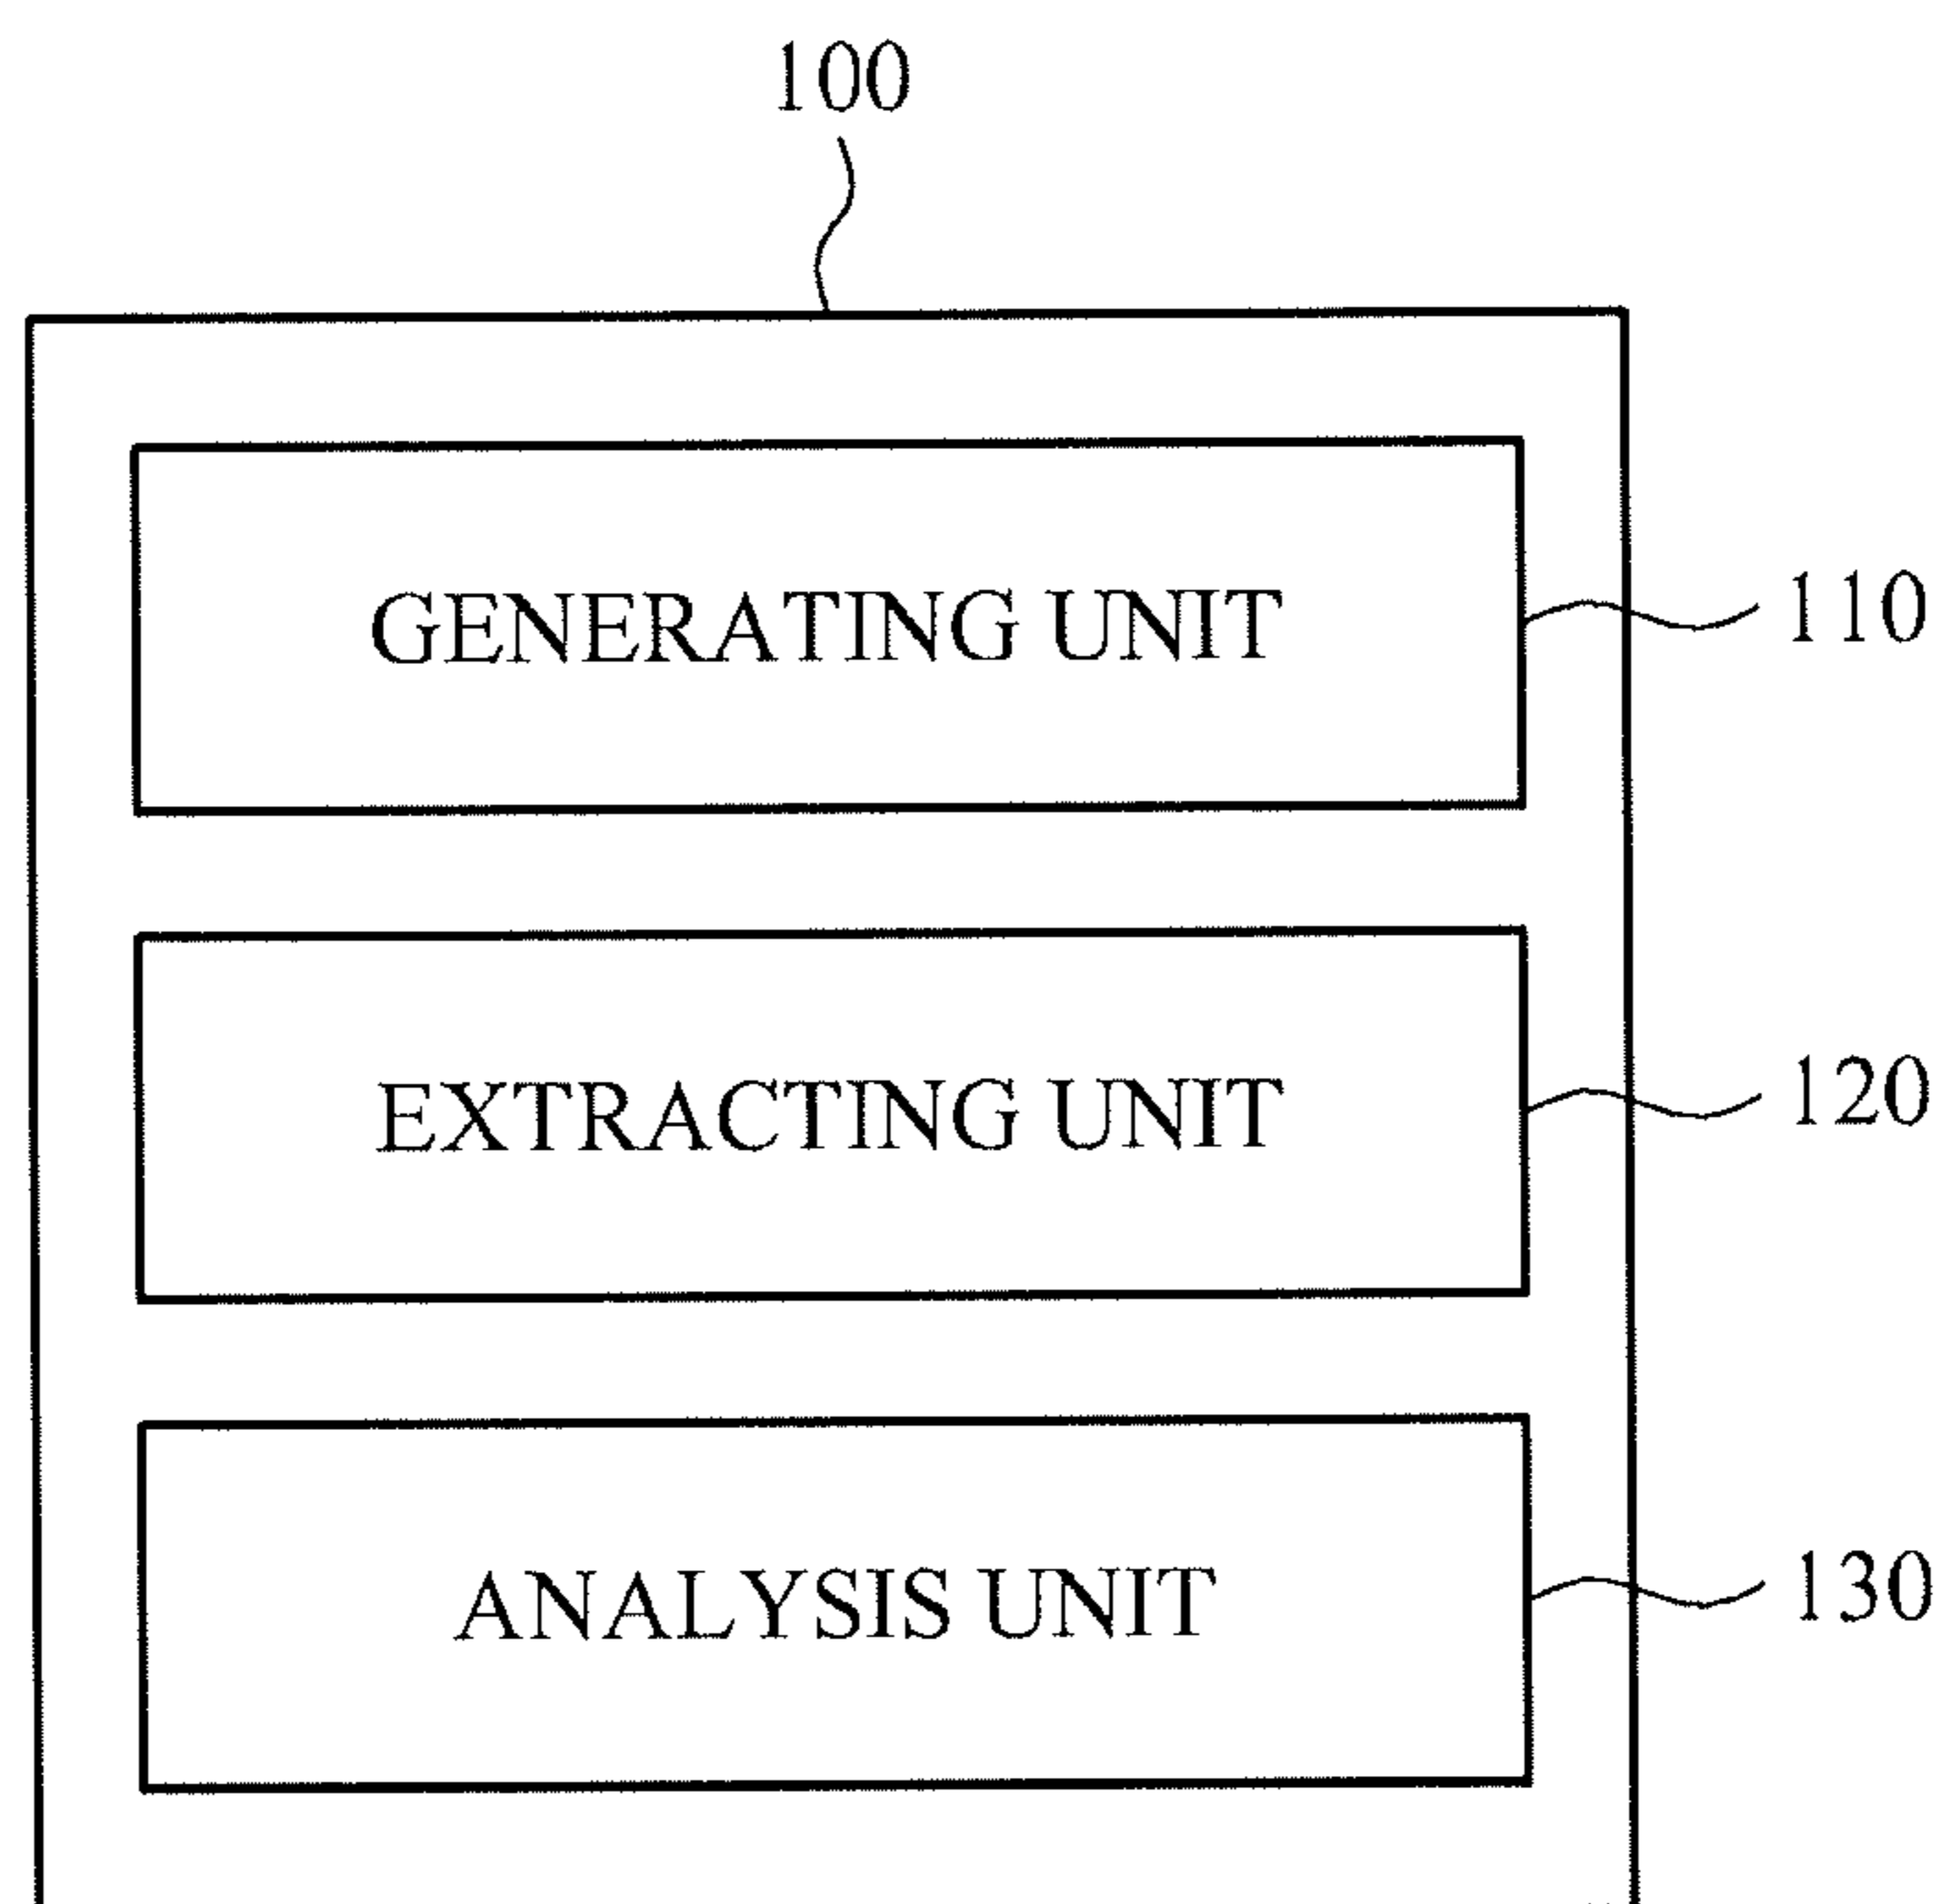 100
GENERATING UNIT
110
EXTRACTING UNIT
120
ANALYSIS UNIT
130